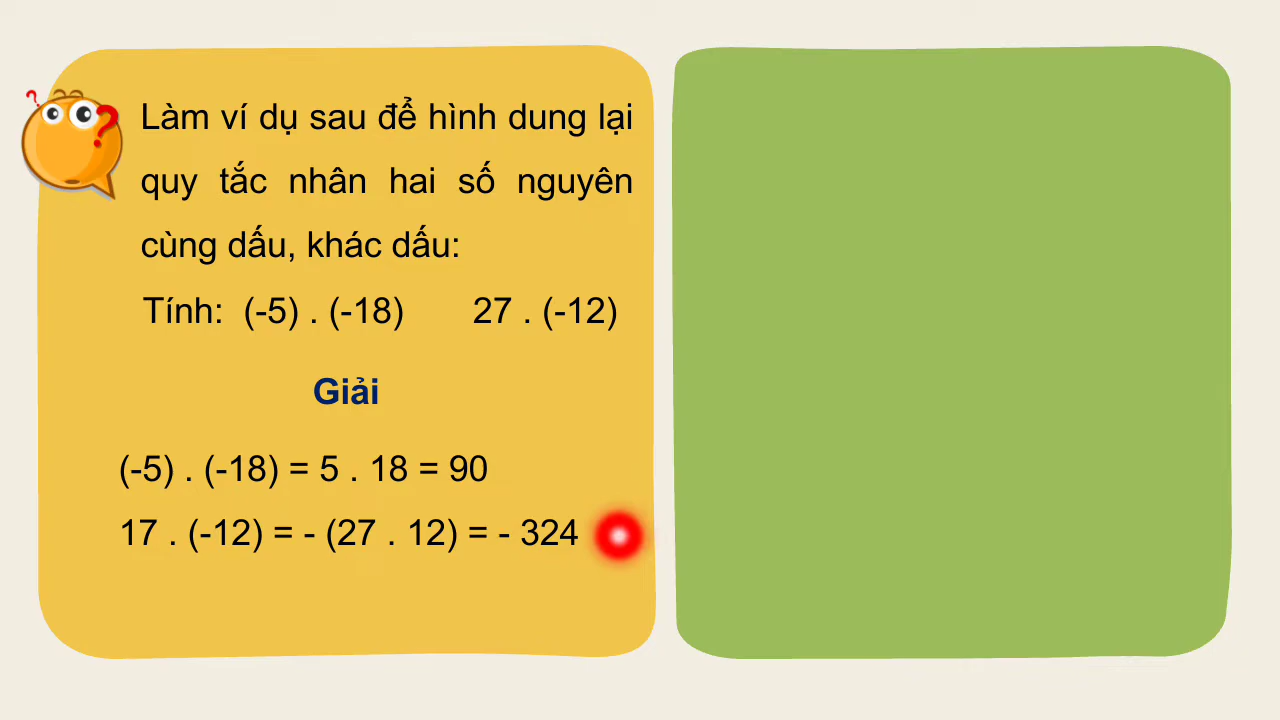 Làm ví dụ sau để hình dung lại
quy tắc nhân hai số nguyên
cùng dấu, khác dấu:
Tính: (-5) . (-18) 27 . (-12)
Giải
(-5) . (-18) = 5 . 18 = 90
17 . (-12) = - (27 . 12) = - 324